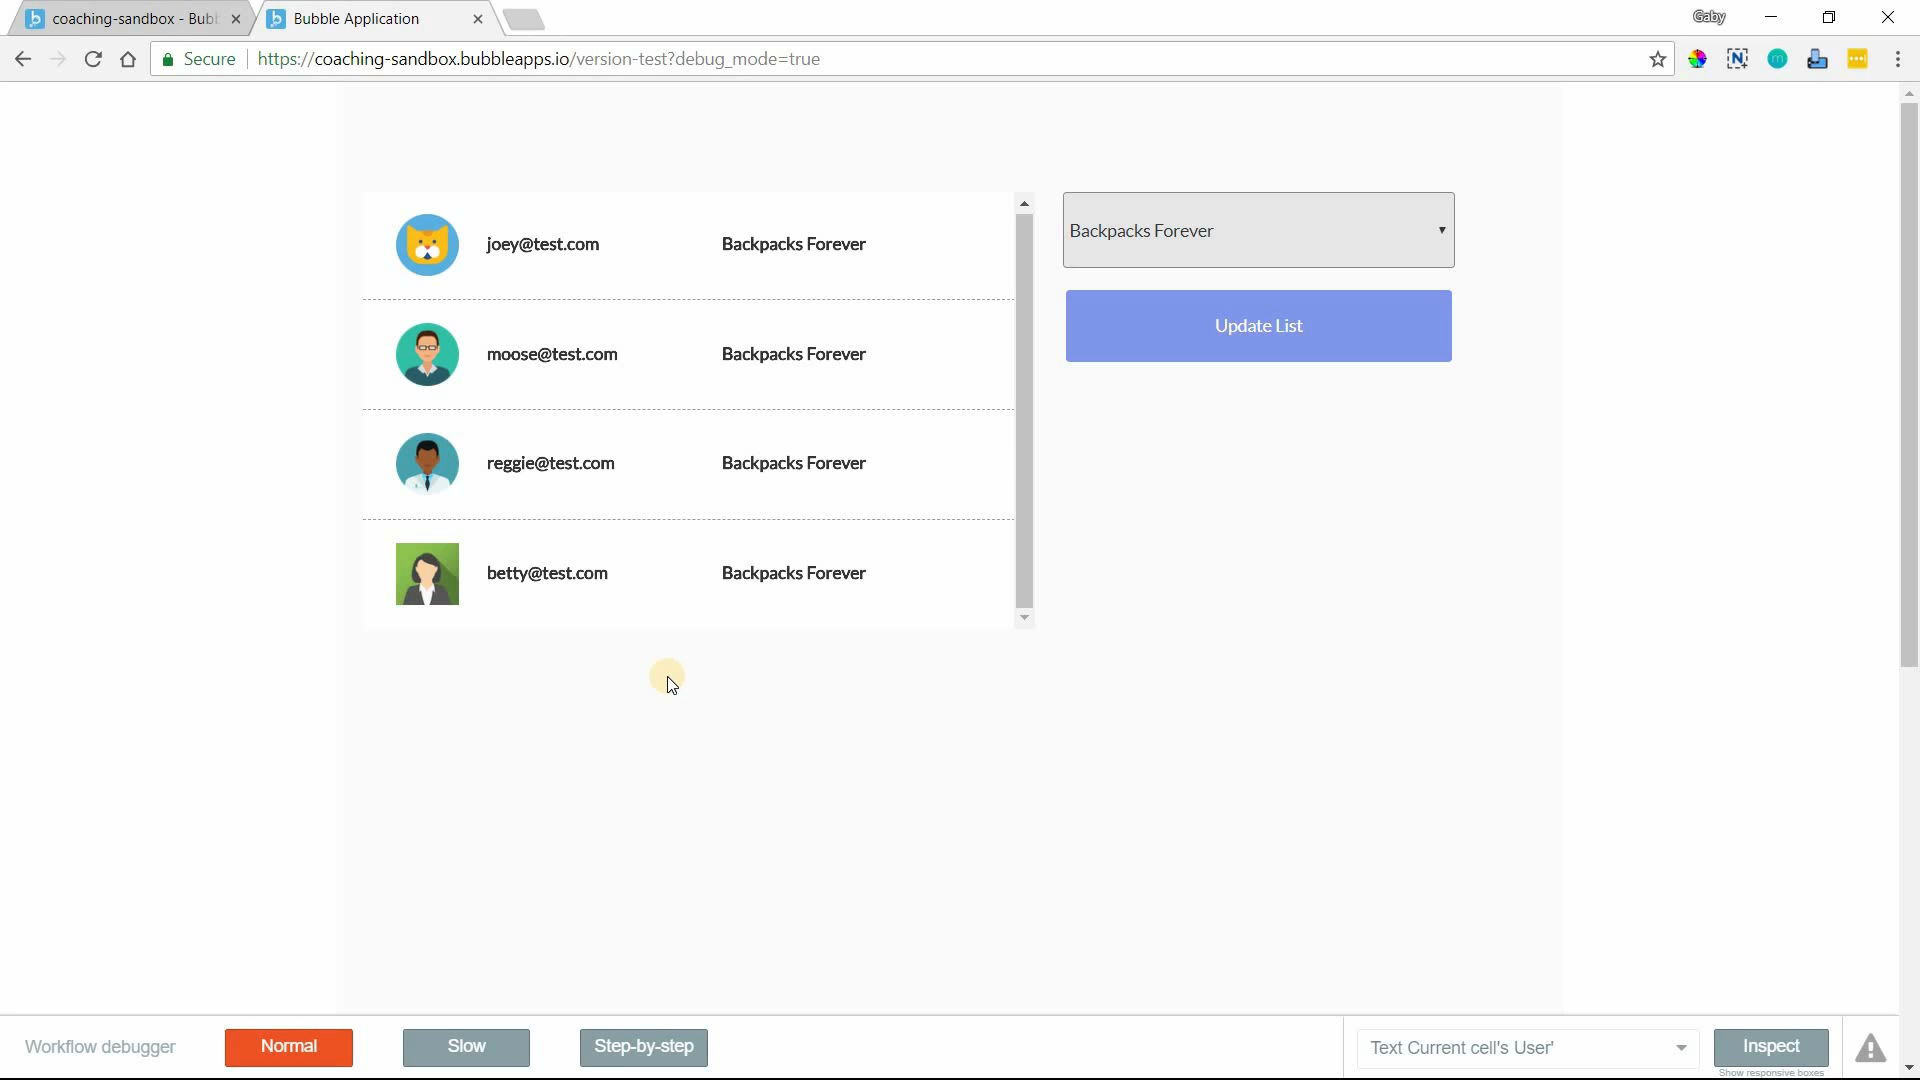 coaching-sandbox - Bub
Bubble Application
Gaby
Secure
https://coaching-sandbox.bubbleapps.io/version-test?debug_mode=true
joey@test.com Backpacks Forever
moose@test.com Backpacks Forever
reggie@test.com Backpacks Forever
betty@test.com Backpacks Forever
Backpacks Forever
Update List
Workflow debugger
Normal
Slow
Step-by-step
Text Current cell's User'
Inspect
Show responsive boxes